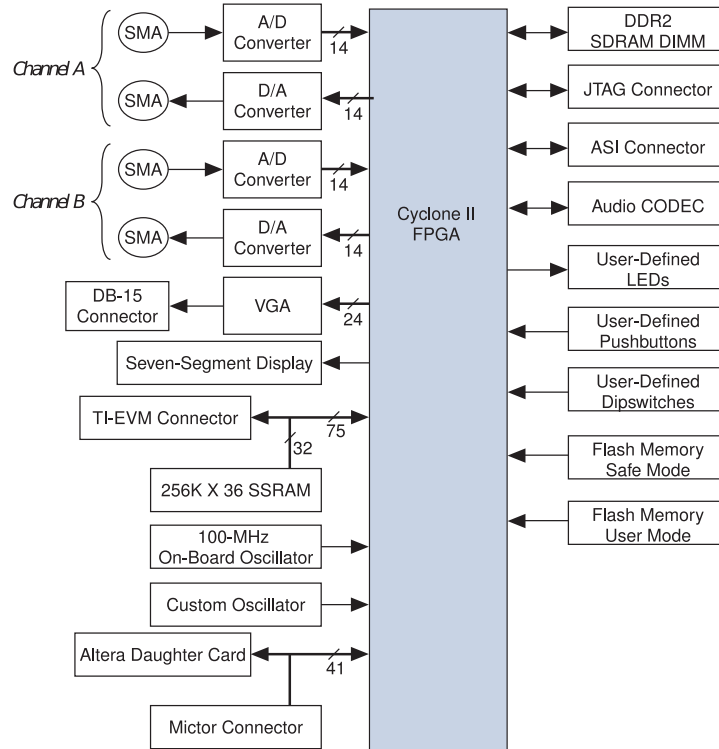 Channel A
SMA
A/D
Converter
14
SMA
D/A
Converter
14
Channel B
SMA
A/D
Converter
14
SMA
D/A
Converter
14
DB-15
Connector
VGA
24
Seven-Segment Display
TI-EVM Connector
75
32
256K X 36 SSRAM
100-MHz
On-Board Oscillator
Custom Oscillator
Altera Daughter Card
41
Mictor Connector
Cyclone II
FPGA
DDR2
SDRAM DIMM
JTAG Connector
ASI Connector
Audio CODEC
User-Defined
LEDs
User-Defined
Pushbuttons
User-Defined
Dipswitches
Flash Memory
Safe Mode
Flash Memory
User Mode